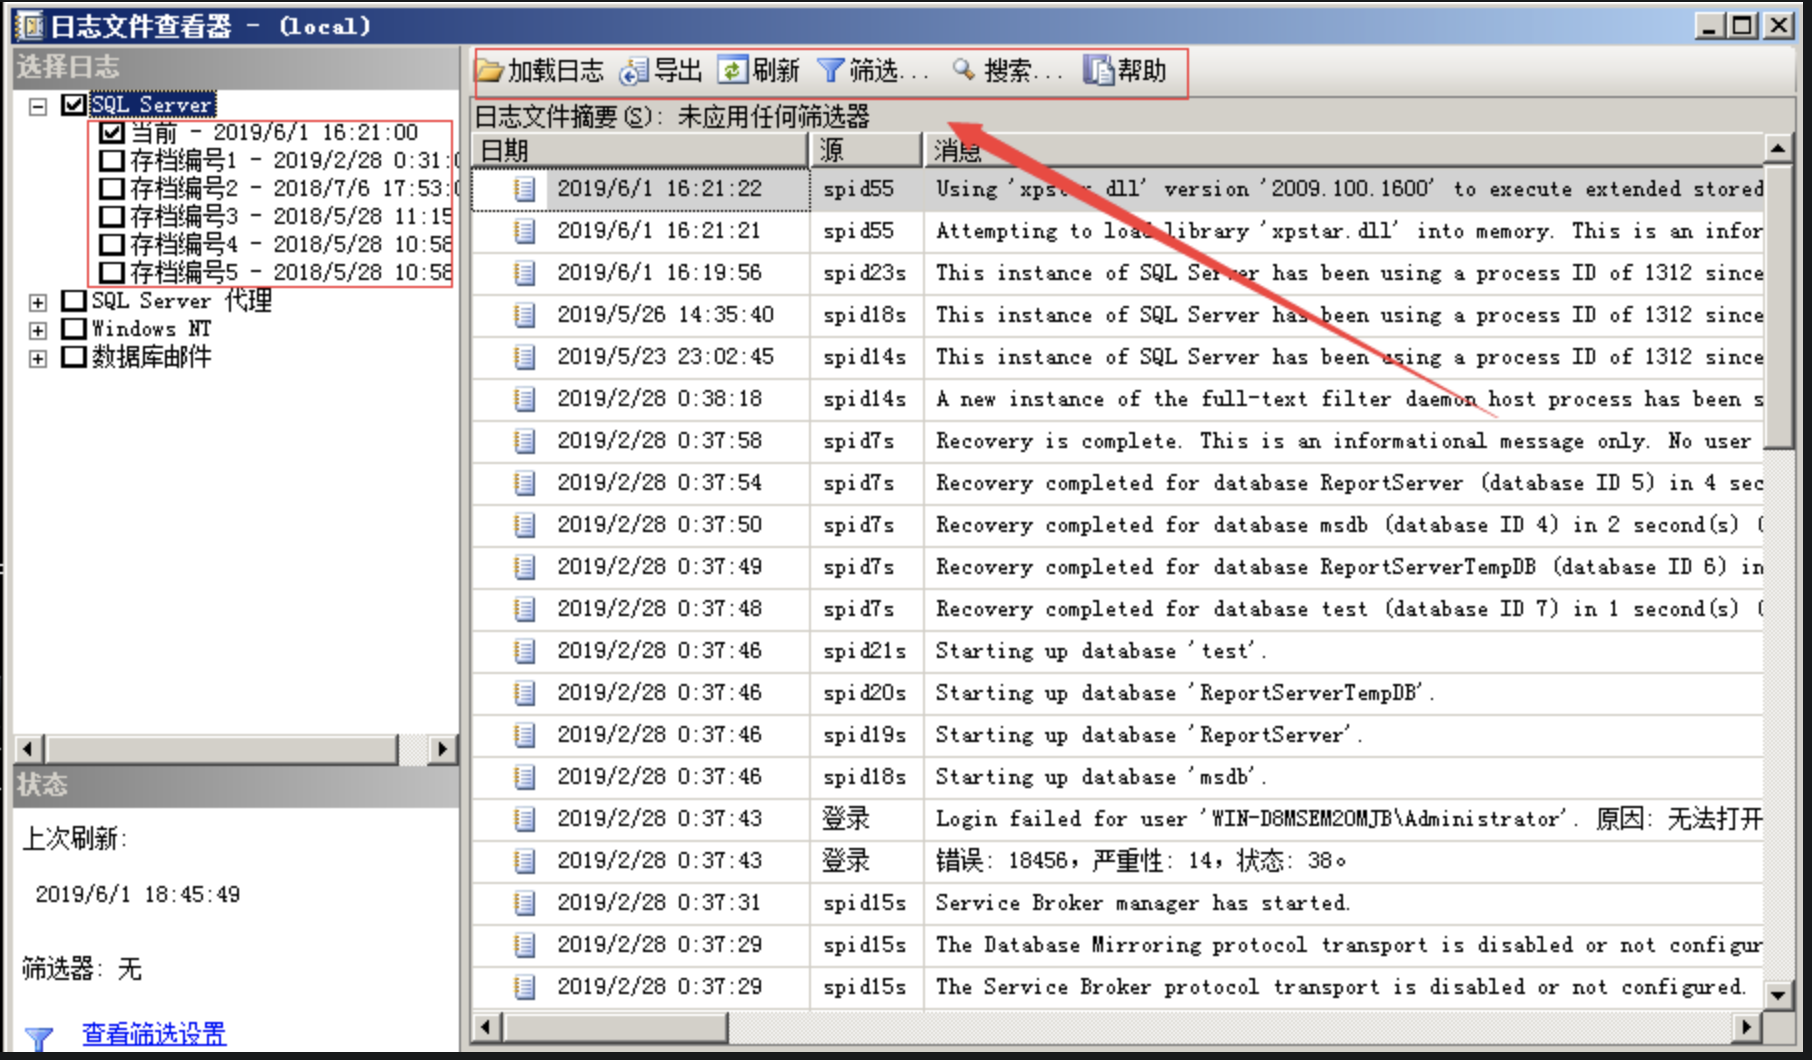 日志文件查看器 - (local)
选择日志
SQL Server
当前 - 2019/6/1 16:21:00
存档编号1 - 2019/2/28 0:31:
存档编号2 - 2018/7/6 17:53:
存档编号3 - 2018/5/28 11:15
存档编号4 - 2018/5/28 10:58
存档编号5 - 2018/5/28 10:58
SQL Server 代理
Windows NT
数据库邮件
状态
上次刷新:
2019/6/1 18:45:49
筛选器: 无
查看筛选设置
加载日志 导出 刷新 筛选... 搜索... 帮助
日志文件摘要(S): 未应用任何筛选器
日期 源 消息
2019/6/1 16:21:22 spid55 Using 'xpstar.dll' version '2009.100.1600' to execute extended stored
2019/6/1 16:21:21 spid55 Attempting to load library 'xpstar.dll' into memory. This is an infor
2019/6/1 16:19:56 spid23s This instance of SQL Server has been using a process ID of 1312 since
2019/5/26 14:35:40 spid18s This instance of SQL Server has been using a process ID of 1312 since
2019/5/23 23:02:45 spid14s This instance of SQL Server has been using a process ID of 1312 since
2019/2/28 0:38:18 spid14s A new instance of the full-text filter daemon host process has been s
2019/2/28 0:37:58 spid7s Recovery is complete. This is an informational message only. No user
2019/2/28 0:37:54 spid7s Recovery completed for database ReportServer (database ID 5) in 4 sec
2019/2/28 0:37:50 spid7s Recovery completed for database msdb (database ID 4) in 2 second(s) (
2019/2/28 0:37:49 spid7s Recovery completed for database ReportServerTempDB (database ID 6) in
2019/2/28 0:37:48 spid7s Recovery completed for database test (database ID 7) in 1 second(s) (
2019/2/28 0:37:46 spid21s Starting up database 'test'.
2019/2/28 0:37:46 spid20s Starting up database 'ReportServerTempDB'.
2019/2/28 0:37:46 spid19s Starting up database 'ReportServer'.
2019/2/28 0:37:46 spid18s Starting up database 'msdb'.
2019/2/28 0:37:43 登录 Login failed for user 'WIN-D8MSEM2OMJB\Administrator'. 原因: 无法打开
2019/2/28 0:37:43 登录 错误: 18456，严重性: 14，状态: 38。
2019/2/28 0:37:31 spid15s Service Broker manager has started.
2019/2/28 0:37:29 spid15s The Database Mirroring protocol transport is disabled or not configur
2019/2/28 0:37:29 spid15s The Service Broker protocol transport is disabled or not configured.